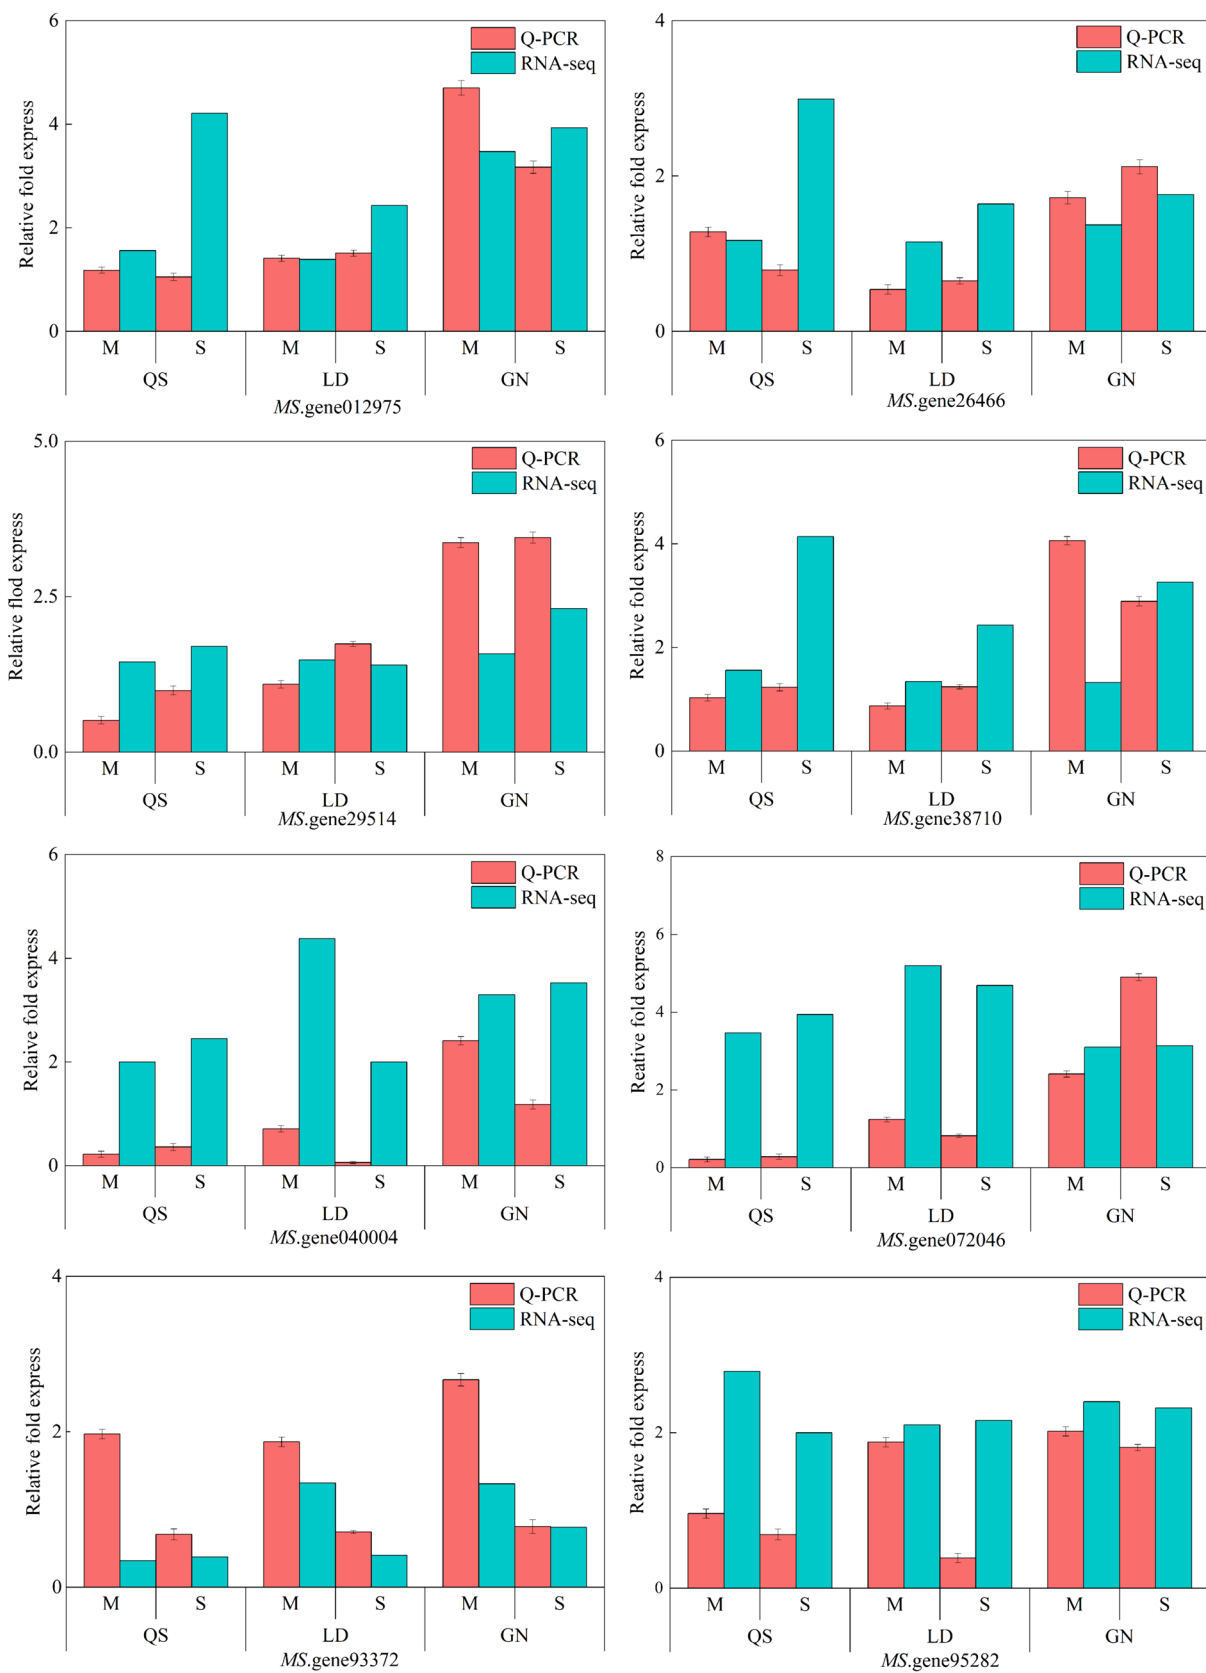 6
4
2
0
Relative fold express
Q-PCR
RNA-seq
M S M S M S
QS LD GN
MS.gene012975
4
2
0
Relative fold express
Q-PCR
RNA-seq
M S M S M S
QS LD GN
MS.gene26466
5.0
2.5
0.0
Relative flod express
Q-PCR
RNA-seq
M S M S M S
QS LD GN
MS.gene29514
6
4
2
0
Relative fold express
Q-PCR
RNA-seq
M S M S M S
QS LD GN
MS.gene38710
6
4
2
0
Relaive fold express
Q-PCR
RNA-seq
M S M S M S
QS LD GN
MS.gene040004
8
6
4
2
0
Reative fold express
Q-PCR
RNA-seq
M S M S M S
QS LD GN
MS.gene072046
4
2
0
Relative fold express
Q-PCR
RNA-seq
M S M S M S
QS LD GN
MS.gene93372
4
2
0
Reative fold express
Q-PCR
RNA-seq
M S M S M S
QS LD GN
MS.gene95282